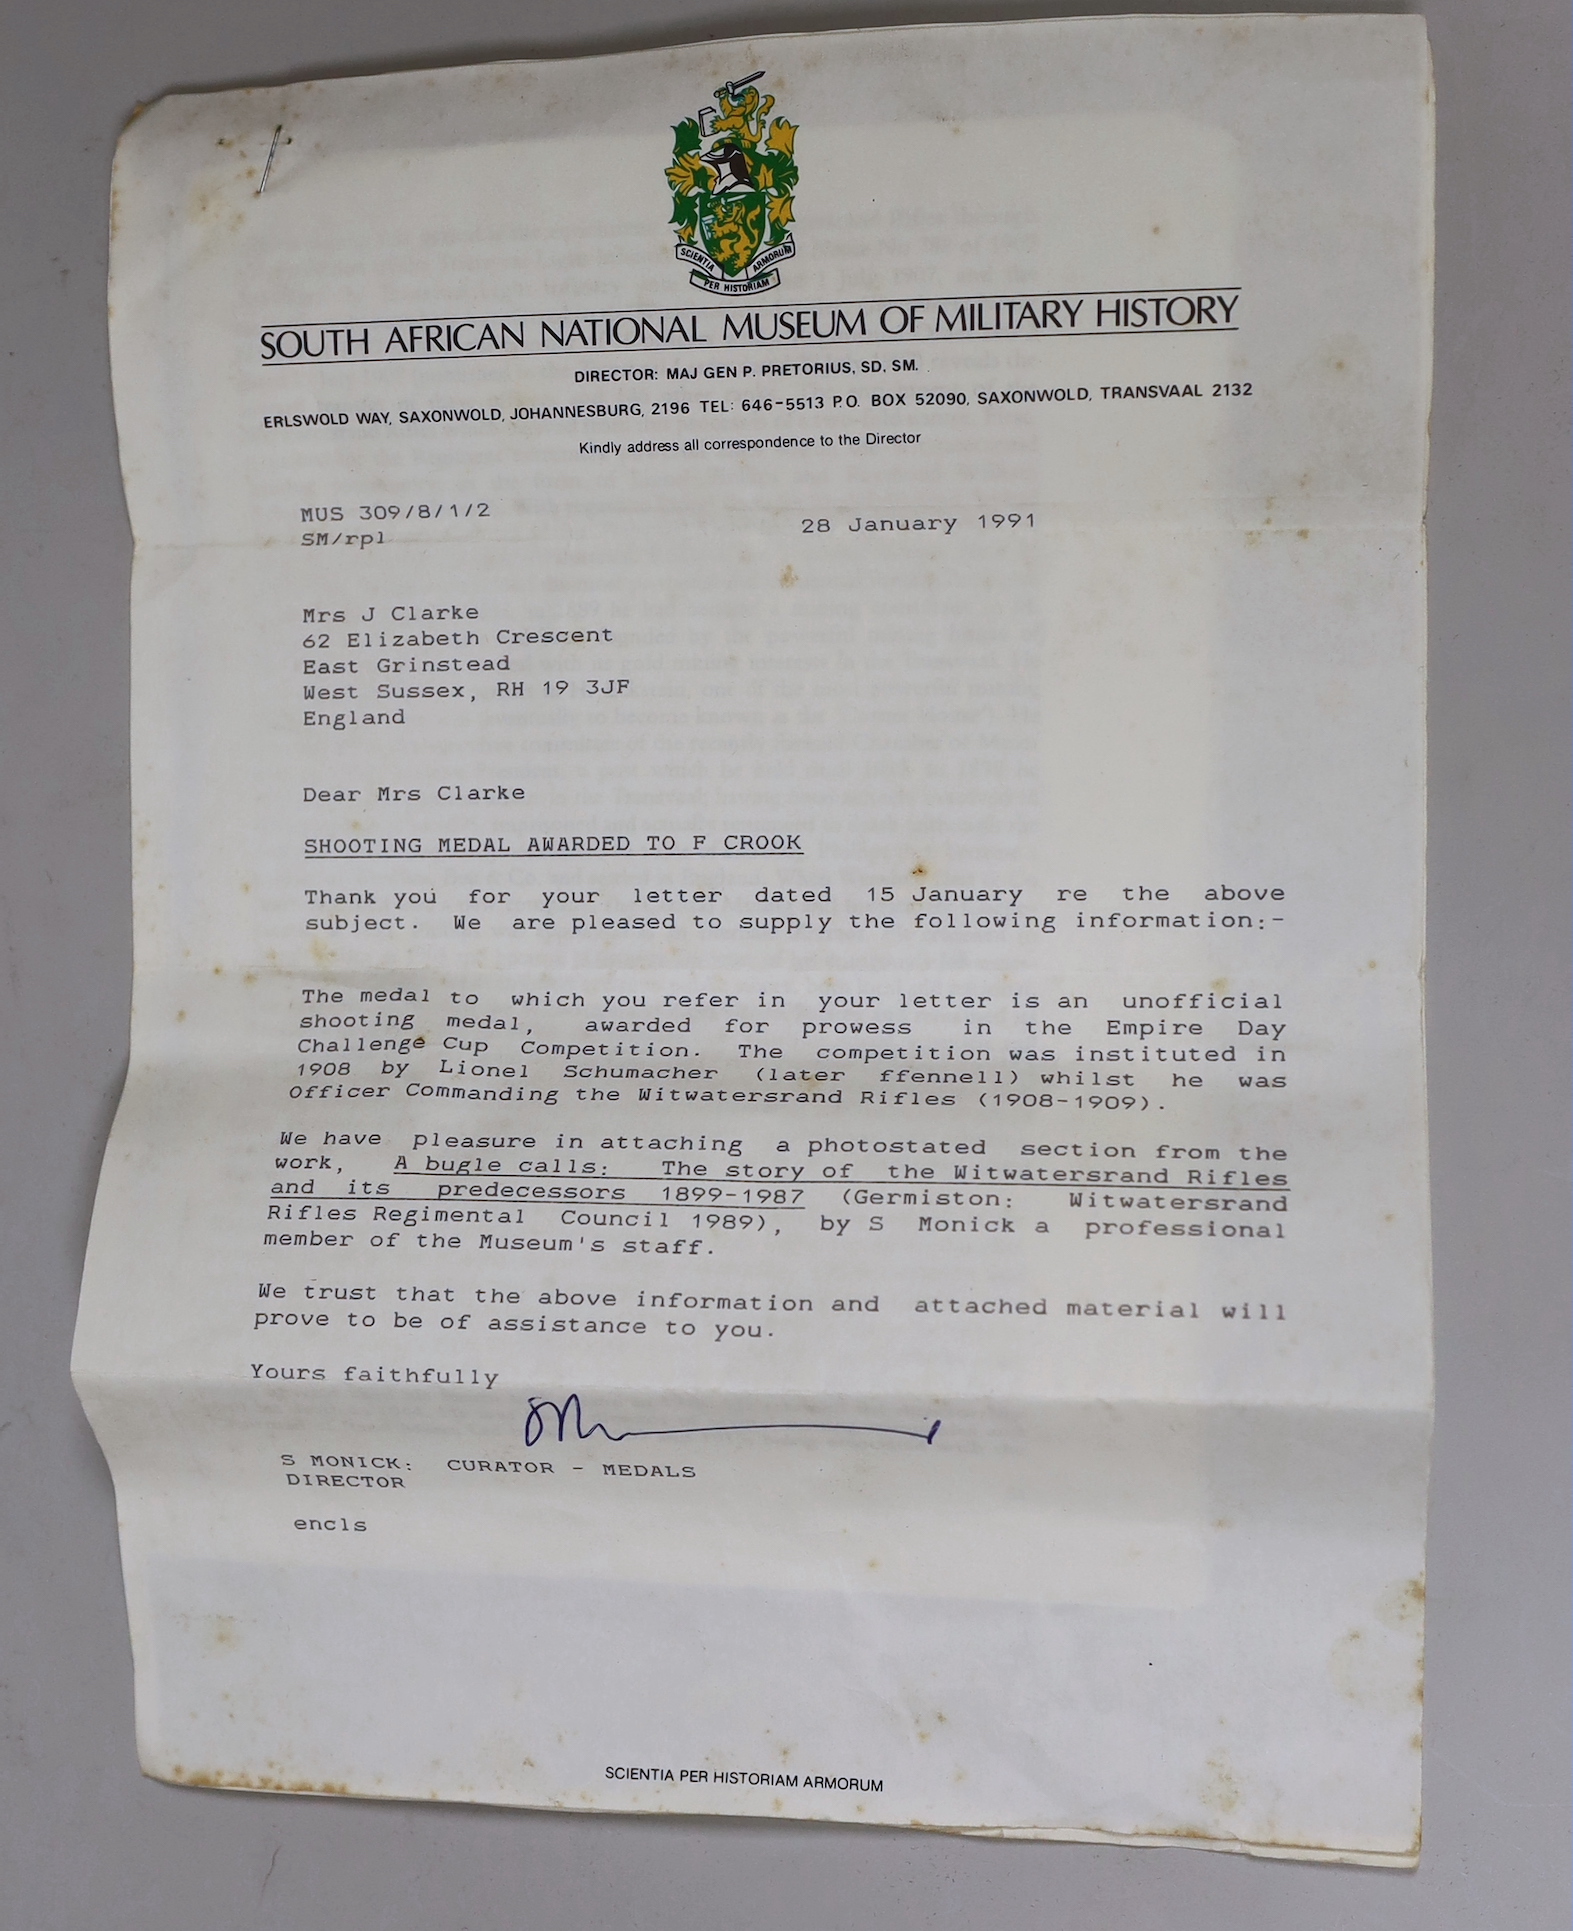 SCIENTIA ARMORUM
PER HISTORIAM
SOUTH AFRICAN NATIONAL MUSEUM OF MILITARY HISTORY
DIRECTOR: MAJ GEN P. PRETORIUS, SD, SM.
ERLSWOLD WAY, SAXONWOLD, JOHANNESBURG, 2196 TEL: 646-5513 P.O. BOX 52090, SAXONWOLD, TRANSVAAL 2132
Kindly address all correspondence to the Director
MUS 309/8/1/2
28 January 1991
SM/rpl
Mrs J Clarke
62 Elizabeth Crescent
East Grinstead
West Sussex, RH 19 3JF
England
Dear Mrs Clarke
SHOOTING MEDAL AWARDED TO F CROOK
Thank you for your letter dated 15 January re the above
subject. We are pleased to supply the following information:-
The medal to which you refer in your letter is an unofficial
shooting medal, awarded for prowess in the Empire Day
Challenge Cup Competition. The competition was instituted in
1908 by Lionel Schumacher (later ffennell) whilst he was
Officer Commanding the Witwatersrand Rifles (1908-1909).
We have pleasure in attaching a photostated section from the
work, A bugle calls: The story of the Witwatersrand Rifles
and its predecessors 1899-1987 (Germiston: Witwatersrand
Rifles Regimental Council 1989), by S Monick a professional
member of the Museum's staff.
We trust that the above information and attached material will
prove to be of assistance to you.
Yours faithfully
S MONICK: CURATOR - MEDALS
DIRECTOR
encls
SCIENTIA PER HISTORIAM ARMORUM